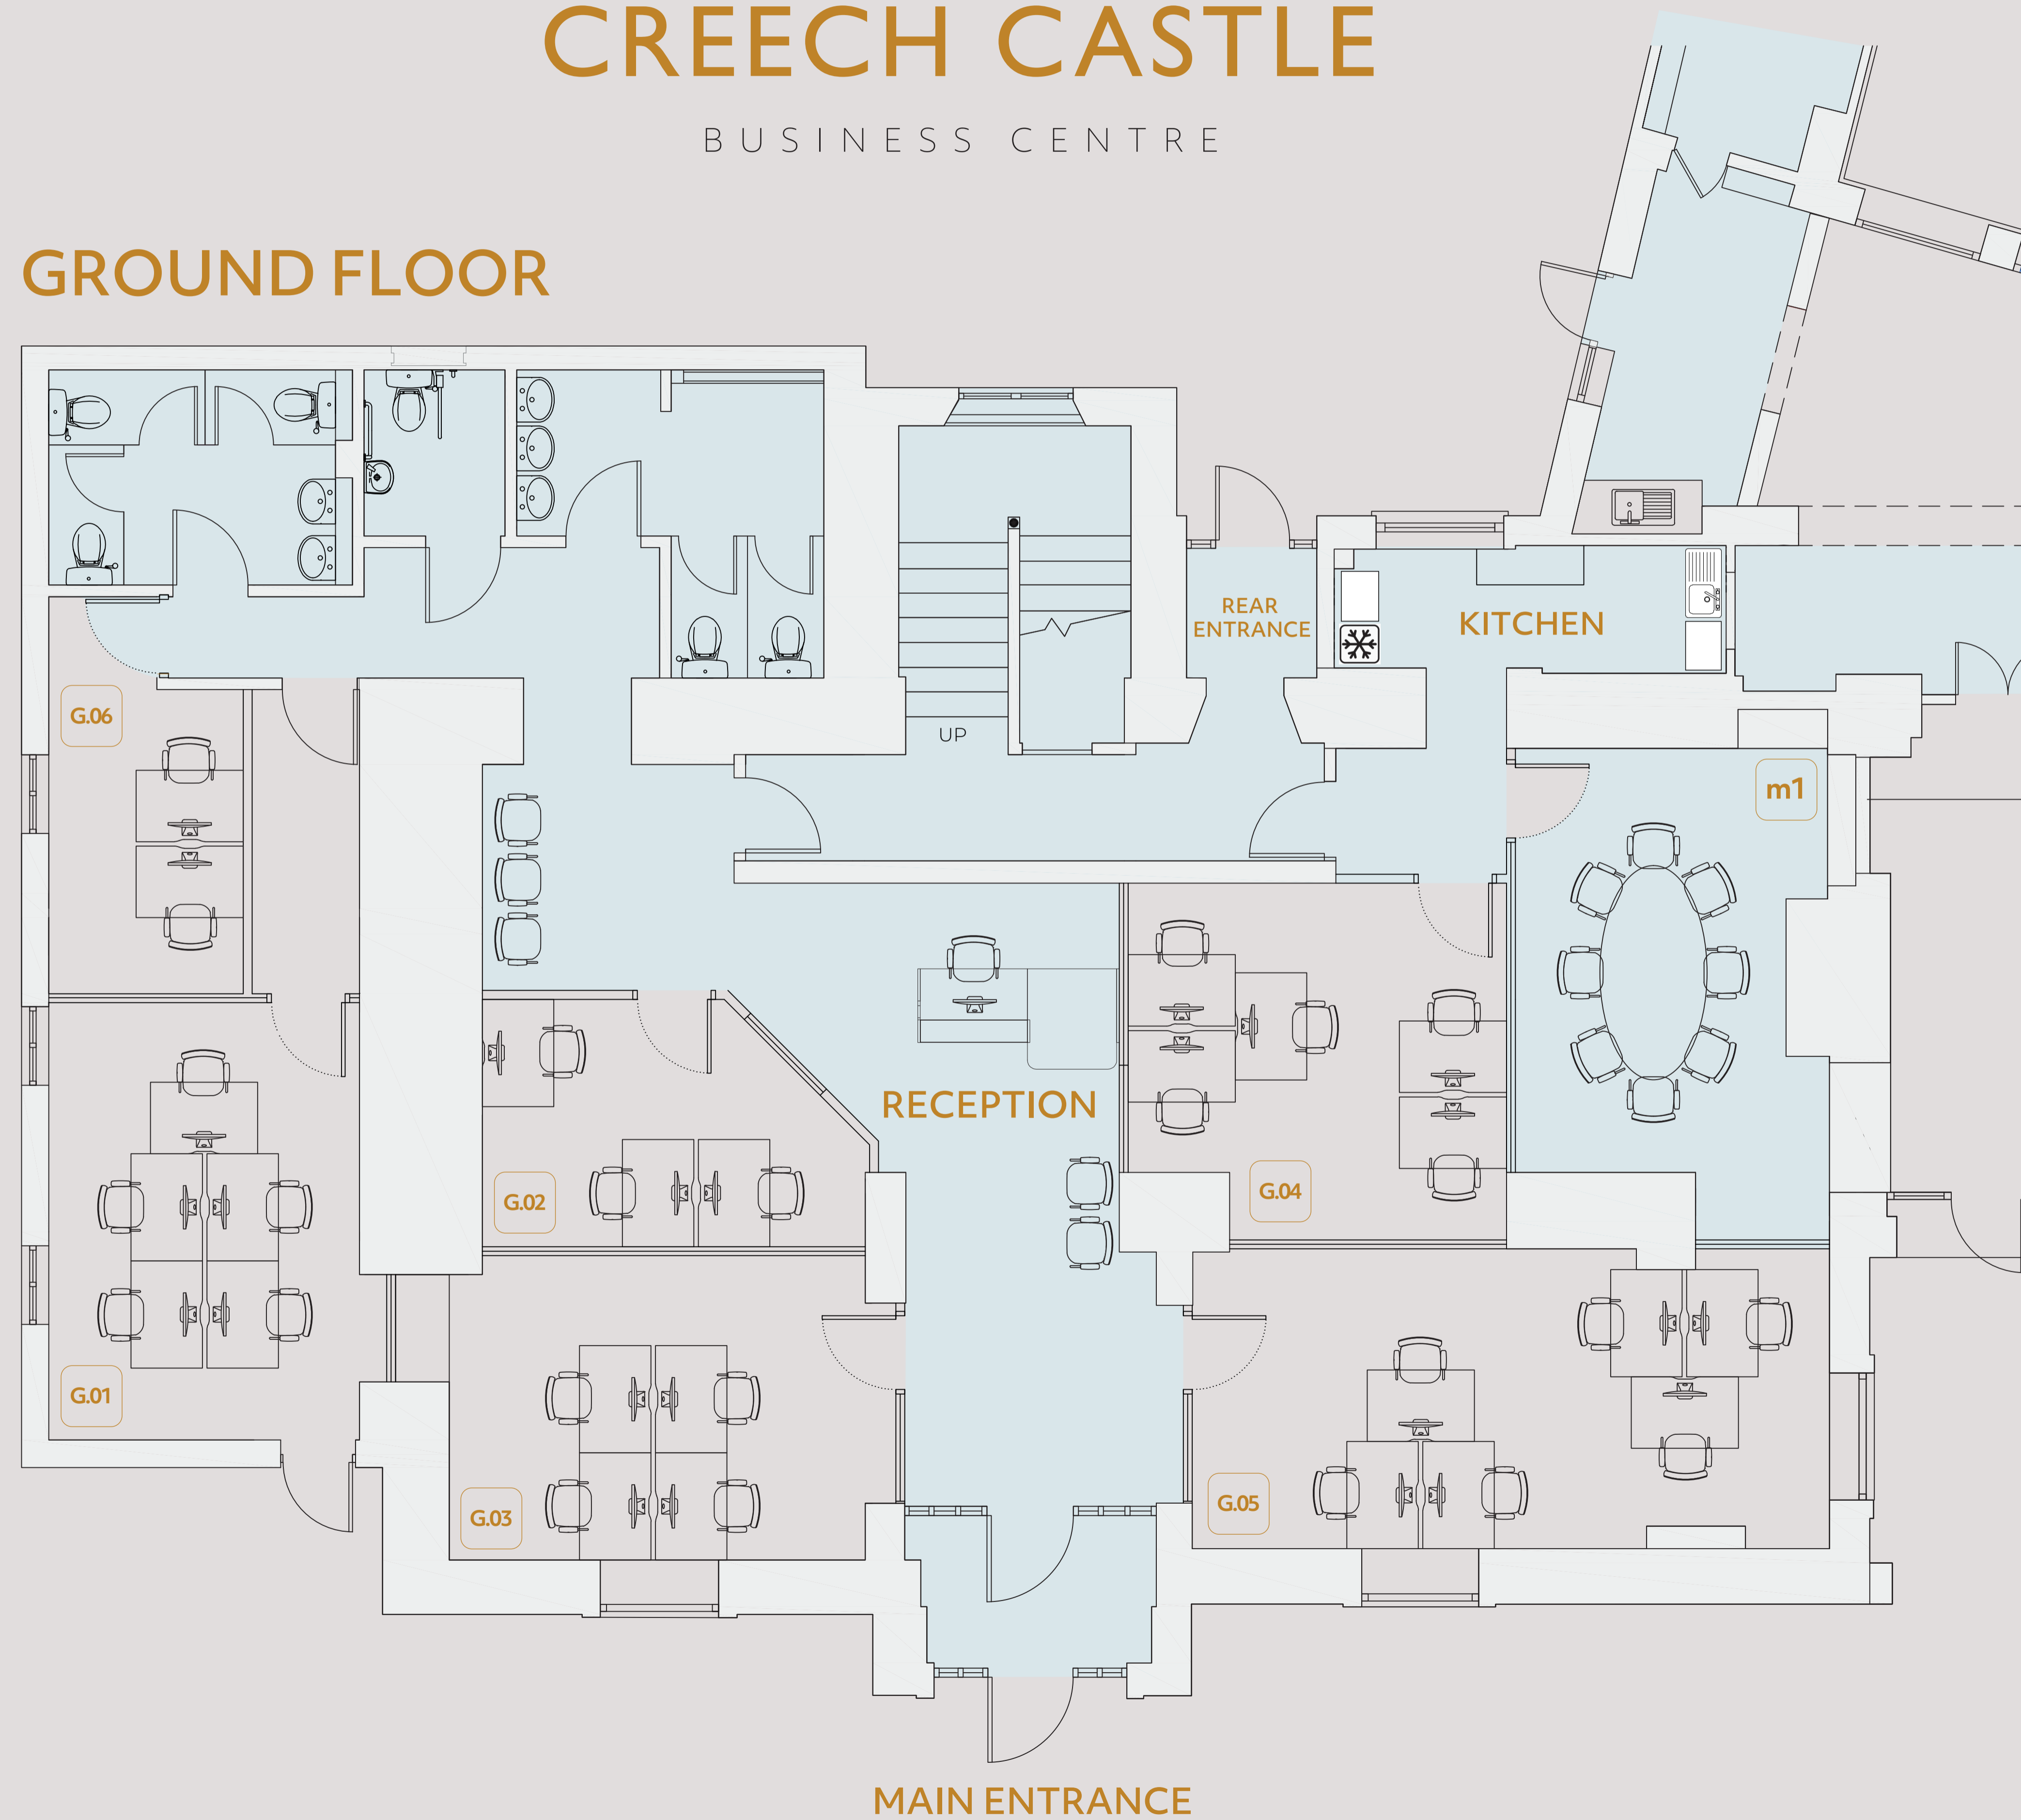 CREECH CASTLE
BUSINESS CENTRE
GROUND FLOOR
REAR
ENTRANCE
KITCHEN
G.06
UP
m1
RECEPTION
G.02
G.04
G.01
G.03
G.05
MAIN ENTRANCE